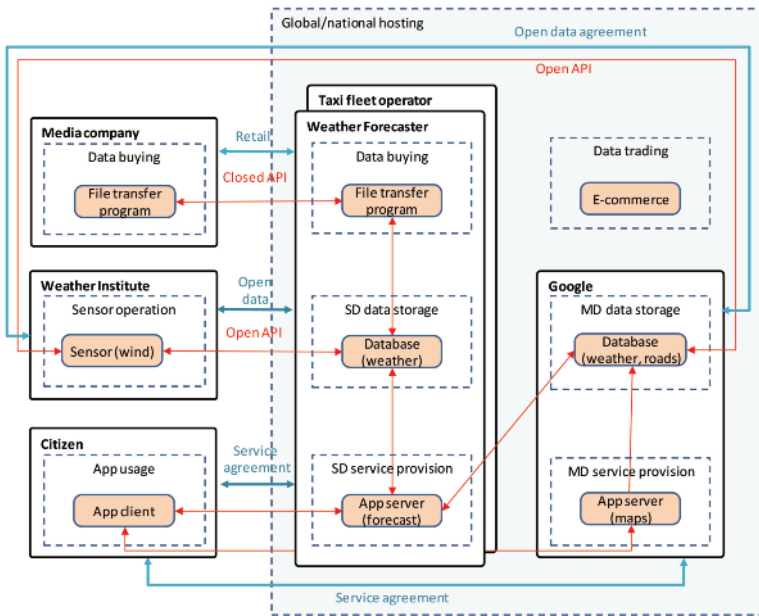 Global/national hosting
Open data agreement
Open API
Taxi fleet operator
Media company
Data buying
File transfer
program
Retail
Closed API
Weather Forecaster
Data buying
File transfer
program
Data trading
E-commerce
Weather Institute
Sensor operation
Sensor (wind)
Open
data
Open API
SD data storage
Database
(weather)
Google
MD data storage
Database
(weather, roads)
Citizen
App usage
App client
Service
agreement
SD service provision
App server
(forecast)
MD service provision
App server
(maps)
Service agreement